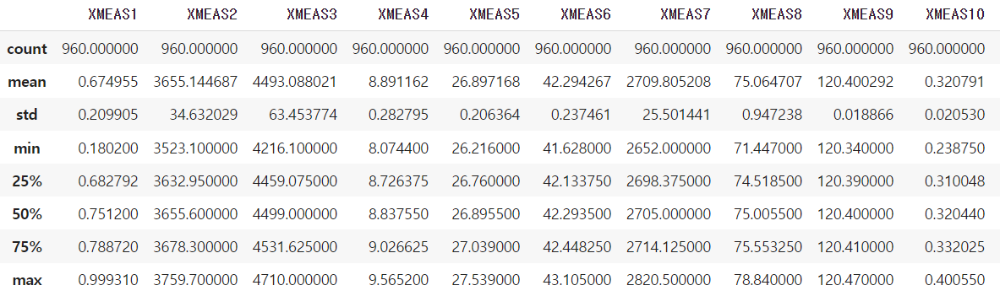 XMEAS1 XMEAS2 XMEAS3 XMEAS4 XMEAS5 XMEAS6 XMEAS7 XMEAS8 XMEAS9 XMEAS10
count 960.000000 960.000000 960.000000 960.000000 960.000000 960.000000 960.000000 960.000000 960.000000 960.000000
mean 0.674955 3655.144687 4493.088021 8.891162 26.897168 42.294267 2709.805208 75.064707 120.400292 0.320791
std 0.209905 34.632029 63.453774 0.282795 0.206364 0.237461 25.501441 0.947238 0.018866 0.020530
min 0.180200 3523.100000 4216.100000 8.074400 26.216000 41.628000 2652.000000 71.447000 120.340000 0.238750
25% 0.682792 3632.950000 4459.075000 8.726375 26.760000 42.133750 2698.375000 74.518500 120.390000 0.310048
50% 0.751200 3655.600000 4499.000000 8.837550 26.895500 42.293500 2705.000000 75.005500 120.400000 0.320440
75% 0.788720 3678.300000 4531.625000 9.026625 27.039000 42.448250 2714.125000 75.553250 120.410000 0.332025
max 0.999310 3759.700000 4710.000000 9.565200 27.539000 43.105000 2820.500000 78.840000 120.470000 0.400550